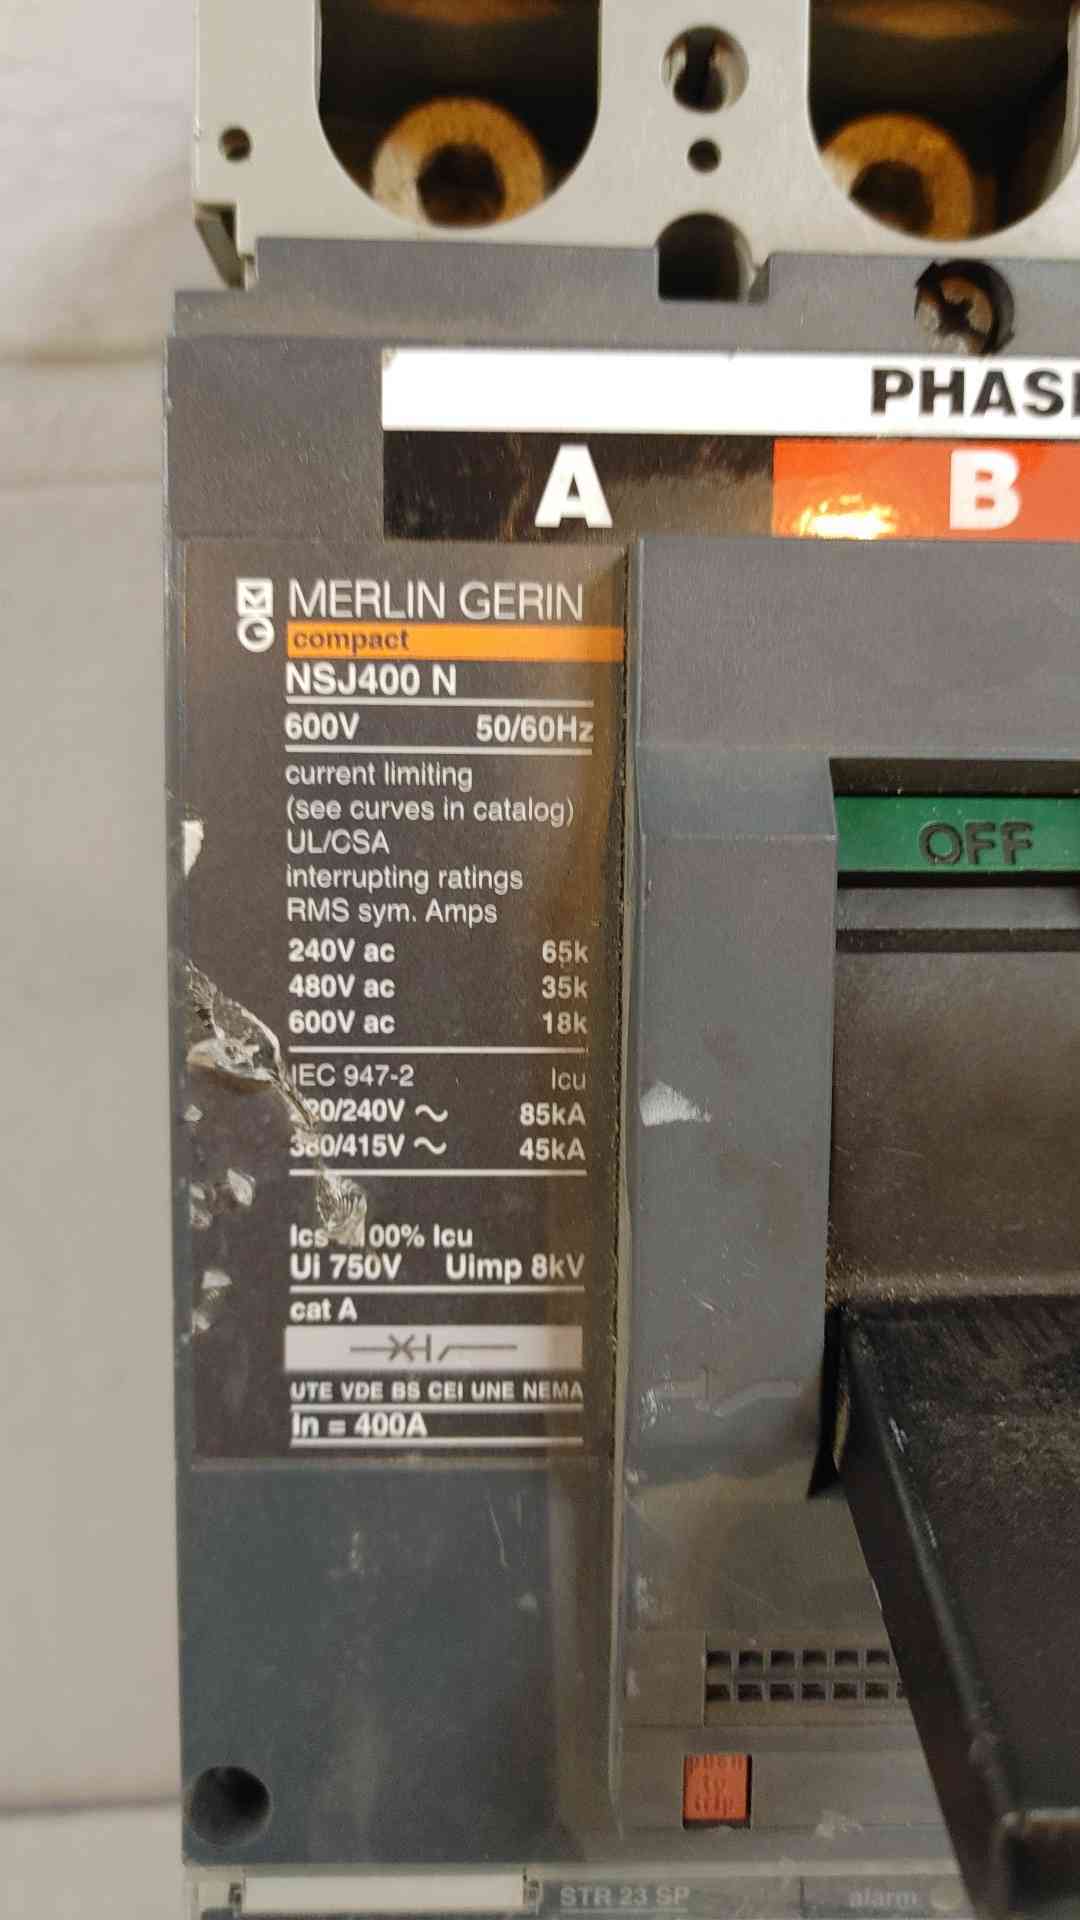 PHAS
A B
MG MERLIN GERIN
compact
NSJ400 N
600V 50/60Hz
current limiting
(see curves in catalog)
UL/CSA
interrupting ratings
RMS sym. Amps
240V ac 65k
480V ac 35k
600V ac 18k
IEC 947-2 Icu
220/240V ~ 85kA
380/415V ~ 45kA
Ics 100% Icu
Ui 750V Uimp 8kV
cat A
UTE VDE BS CEI UNE NEMA
In = 400A
OFF
push
to
trip
STR 23 SP alarm